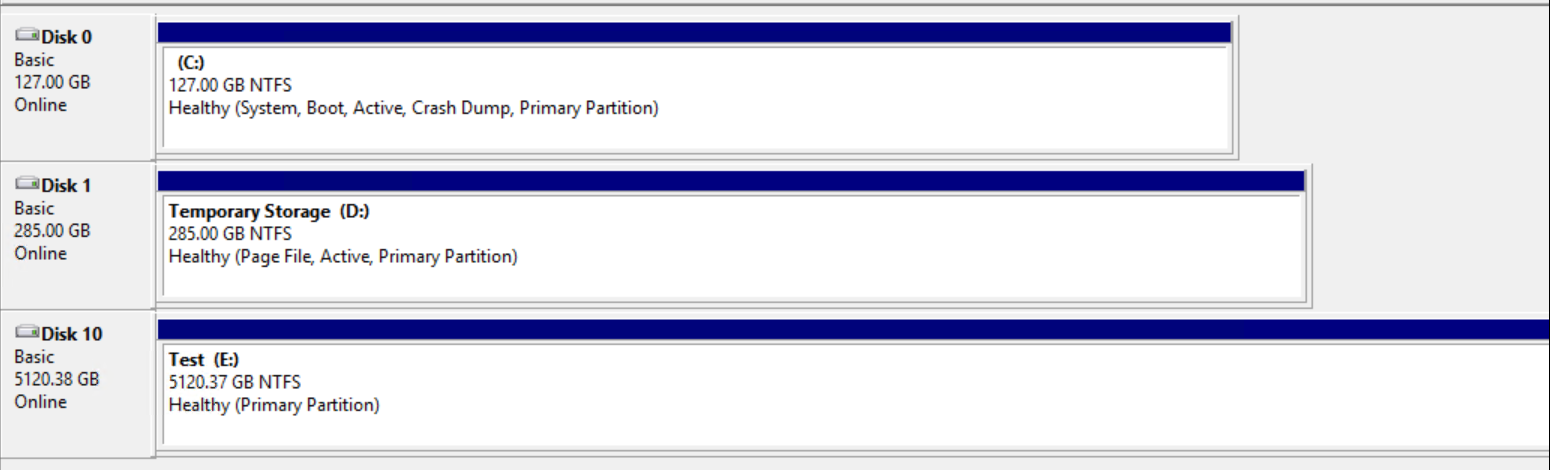 Disk 0
Basic
127.00 GB
Online
(C:)
127.00 GB NTFS
Healthy (System, Boot, Active, Crash Dump, Primary Partition)
Disk 1
Basic
285.00 GB
Online
Temporary Storage (D:)
285.00 GB NTFS
Healthy (Page File, Active, Primary Partition)
Disk 10
Basic
5120.38 GB
Online
Test (E:)
5120.37 GB NTFS
Healthy (Primary Partition)